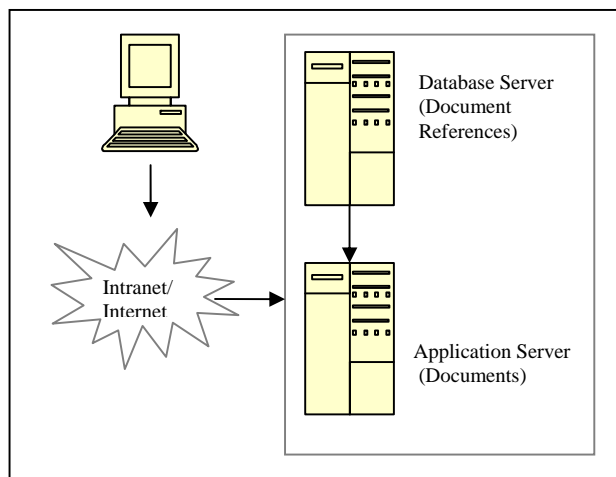 Database Server
(Document
References)
Intranet/
Internet
Application Server
(Documents)